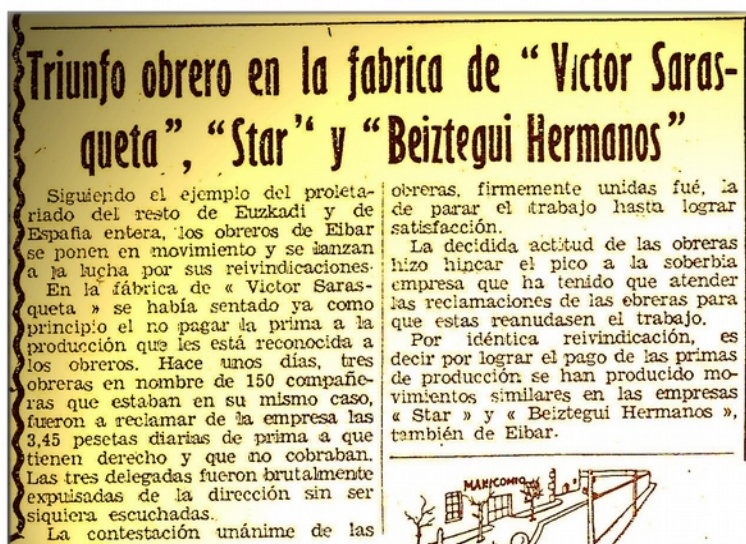 Triunfo obrero en la fabrica de " Victor Saras-
queta", "Star" y "Beiztegui Hermanos"
Siguiendo el ejemplo del proleta-
riado del resto de Euzkadi y de
España entera, los obreros de Eibar
se ponen en movimiento y se lanzan
a la lucha por sus reivindicaciones.
En la fábrica de « Victor Saras-
queta » se había sentado ya como
principio el no pagar la prima a la
producción que les está reconocida a
los obreros. Hace unos días, tres
obreras en nombre de 150 compañe-
ras que estaban en su mismo caso,
fueron a reclamar de la empresa las
3,45 pesetas diarias de prima a que
tienen derecho y que no cobraban.
Las tres delegadas fueron brutalmente
expulsadas de la dirección sin ser
siquiera escuchadas.
La contestación unánime de las
obreras, firmemente unidas fué, la
de parar el trabajo hasta lograr
satisfacción.
La decidida actitud de las obreras
hizo hincar el pico a la soberbia
empresa que ha tenido que atender
las reclamaciones de las obreras para
que estas reanudasen el trabajo.
Por idéntica reivindicación, es
decir por lograr el pago de las primas
de producción se han producido mo-
vimientos similares en las empresas
« Star » y « Beiztegui Hermanos »,
también de Eibar.
MANICOMIO